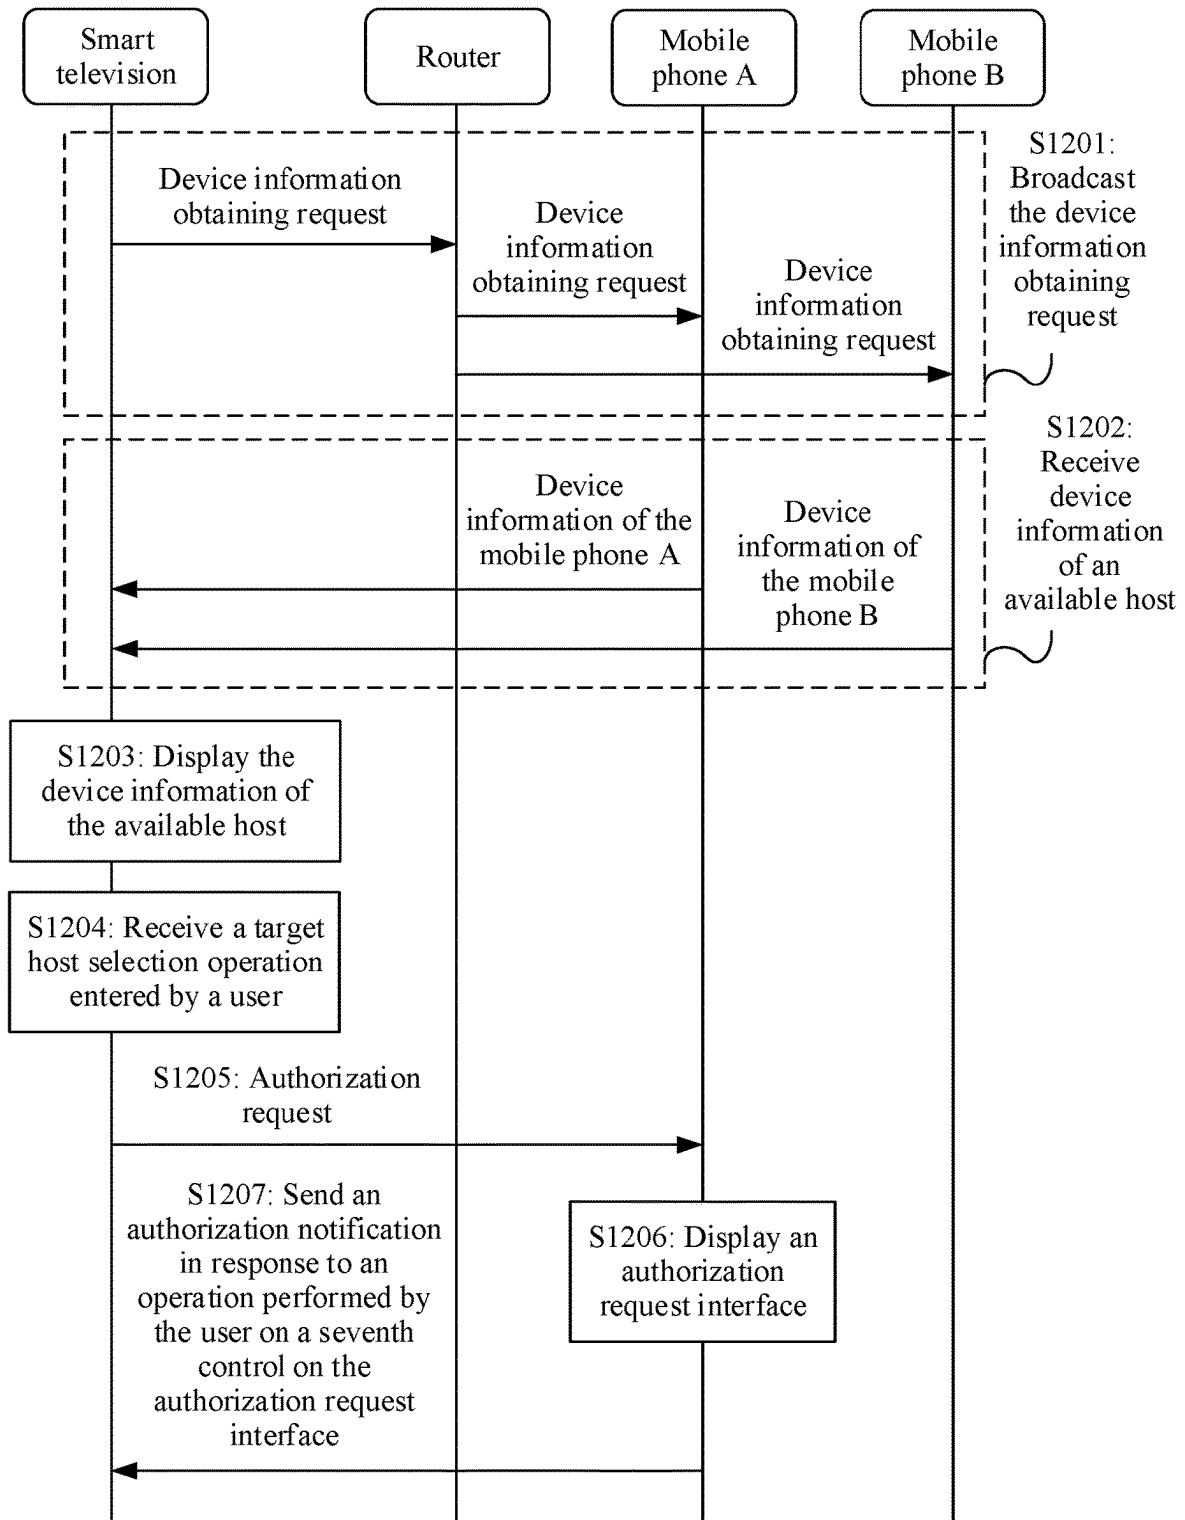 Smart
television
Router
Mobile
phone A
Mobile
phone B
S1201:
Broadcast
the device
information
obtaining
request
Device information
obtaining request
Device
information
obtaining request
Device
information
obtaining request
S1202:
Receive
device
information
of an
available host
Device
information of the
mobile phone A
Device
information of
the mobile
phone B
S1203: Display the
device information of
the available host
S1204: Receive a target
host selection operation
entered by a user
S1205: Authorization
request
S1206: Display an
authorization
request interface
S1207: Send an
authorization notification
in response to an
operation performed by
the user on a seventh
control on the
authorization request
interface